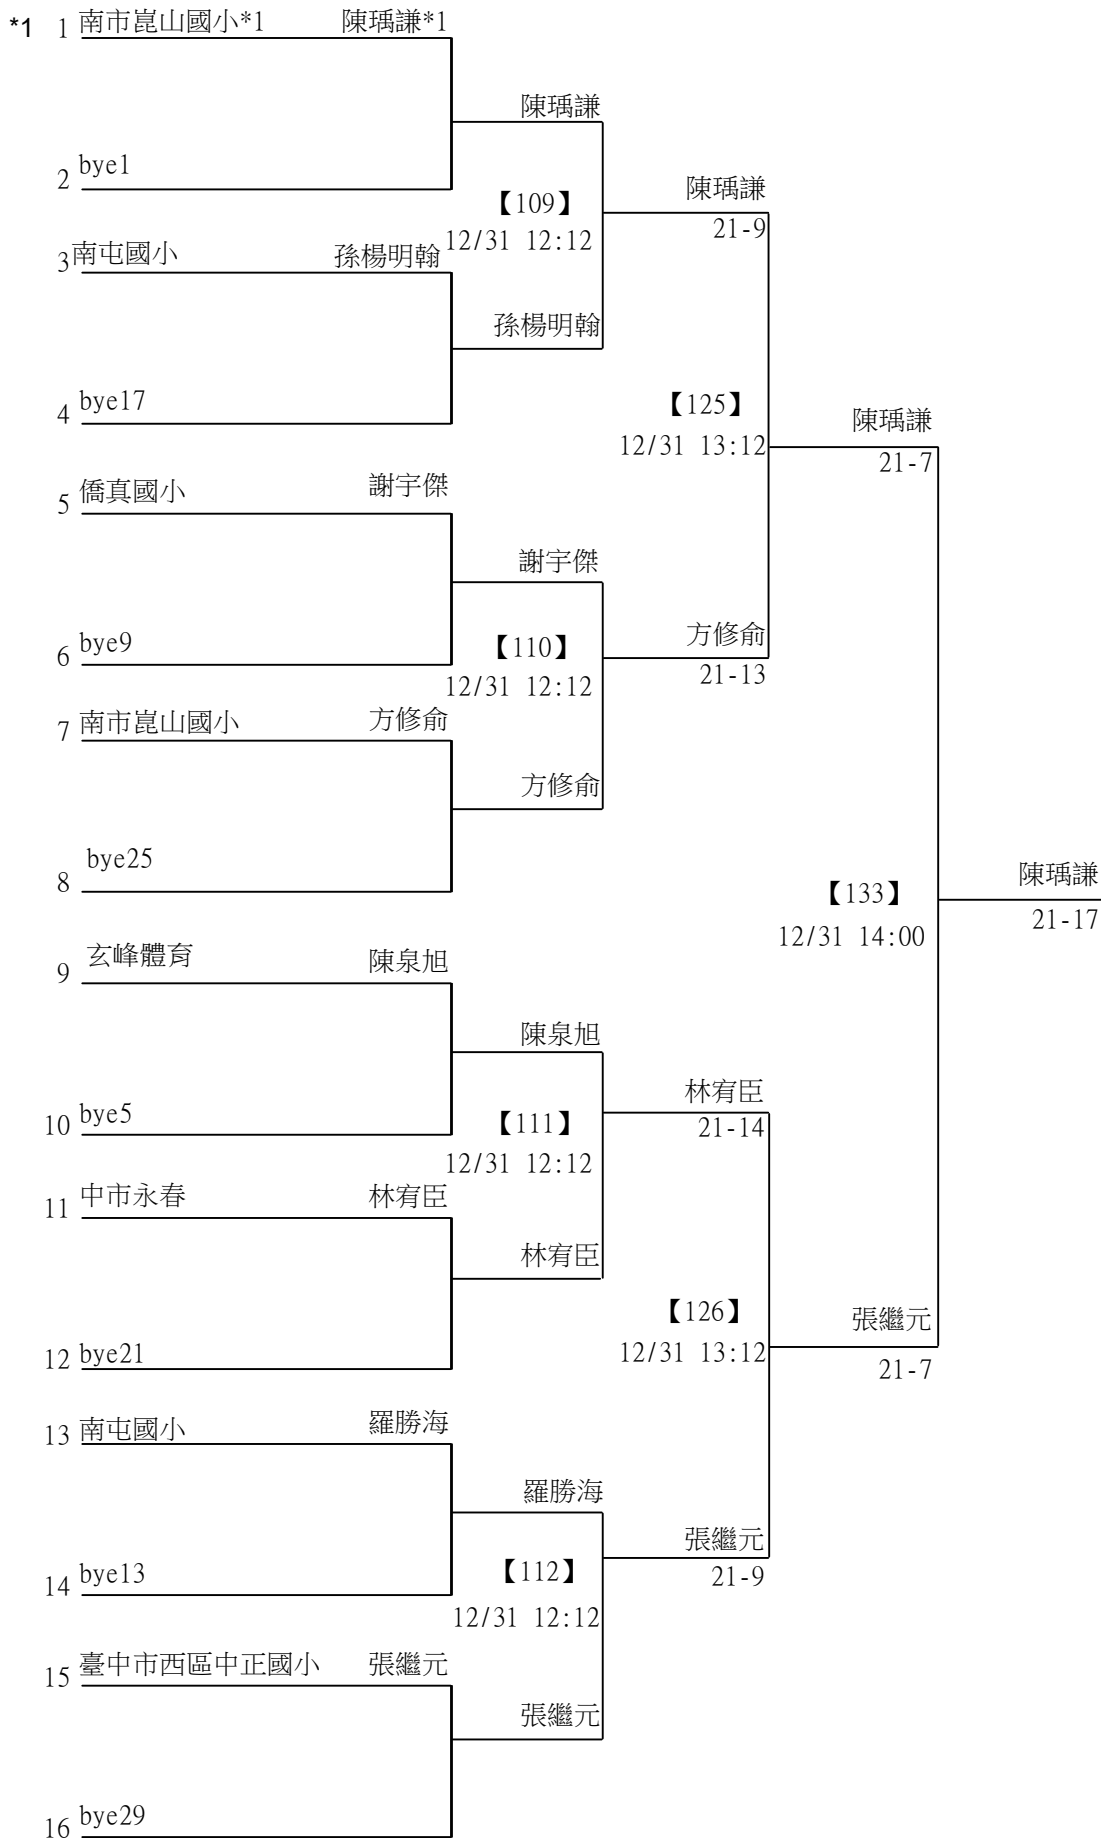 *1 1 南市崑山國小*1 陳瑀謙*1
陳瑀謙
2 bye1
【109】
陳瑀謙
21-9
12/31 12:12
3 南屯國小 孫楊明翰
孫楊明翰
4 bye17
【125】
12/31 13:12
陳瑀謙
21-7
5 僑真國小 謝宇傑
謝宇傑
6 bye9
【110】
12/31 12:12
方修俞
21-13
7 南市崑山國小 方修俞
方修俞
8 bye25
【133】
12/31 14:00
陳瑀謙
21-17
9 玄峰體育 陳泉旭
陳泉旭
10 bye5
【111】
12/31 12:12
林宥臣
21-14
11 中市永春 林宥臣
林宥臣
12 bye21
【126】
12/31 13:12
張繼元
21-7
13 南屯國小 羅勝海
羅勝海
14 bye13
【112】
12/31 12:12
張繼元
21-9
15 臺中市西區中正國小 張繼元
張繼元
16 bye29